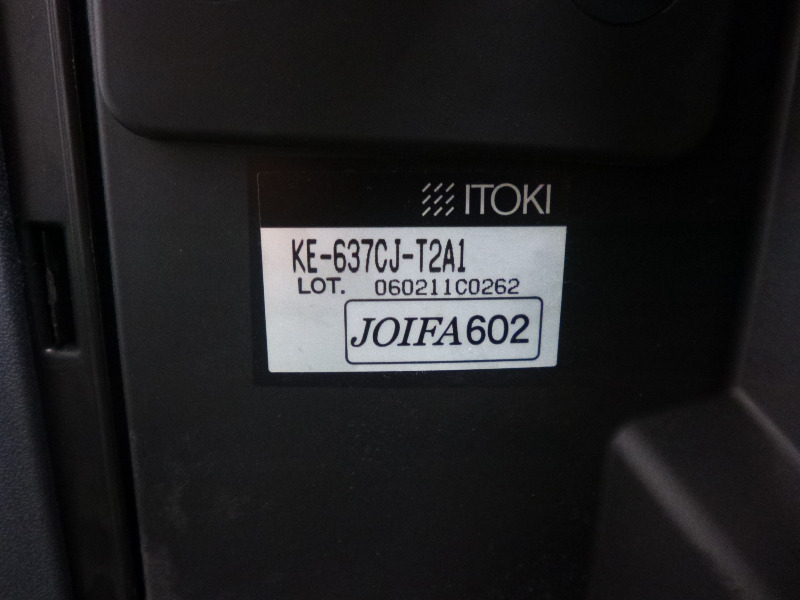 ITOKI
KE-637CJ-T2A1
LOT. 060211C0262
JOIFA602